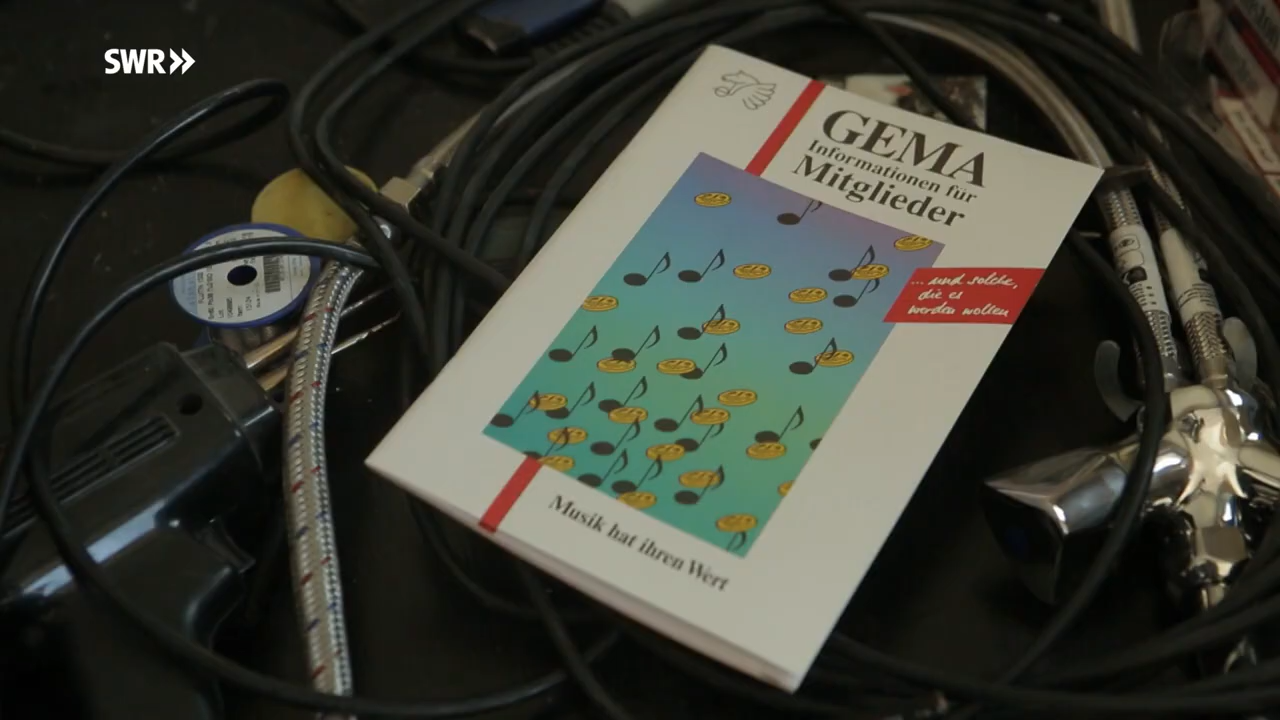 SWR
GEMA
Informationen für
Mitglieder
... und solche,
die es
werden wollen
Musik hat ihren Wert